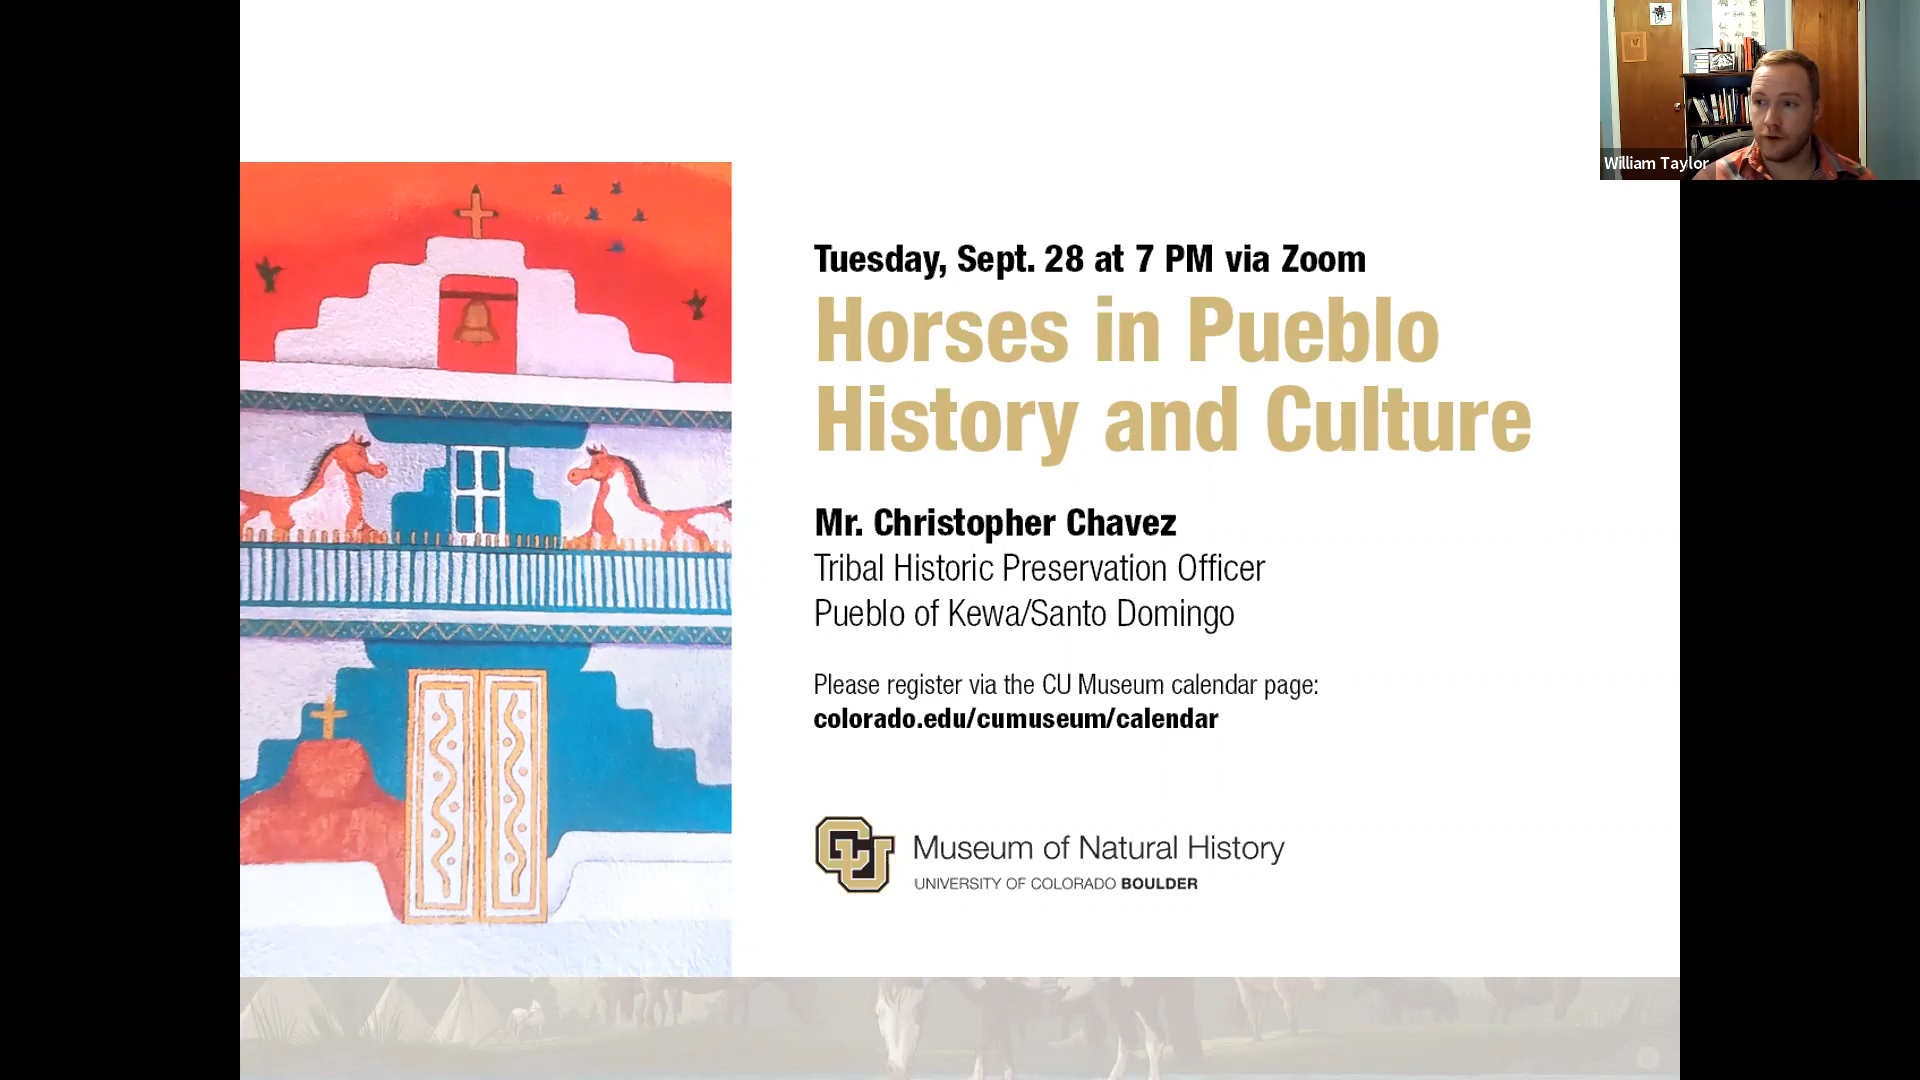 William Taylor
Tuesday, Sept. 28 at 7 PM via Zoom
Horses in Pueblo
History and Culture
Mr. Christopher Chavez
Tribal Historic Preservation Officer
Pueblo of Kewa/Santo Domingo
Please register via the CU Museum calendar page:
colorado.edu/cumuseum/calendar
CU
Museum of Natural History
UNIVERSITY OF COLORADO BOULDER